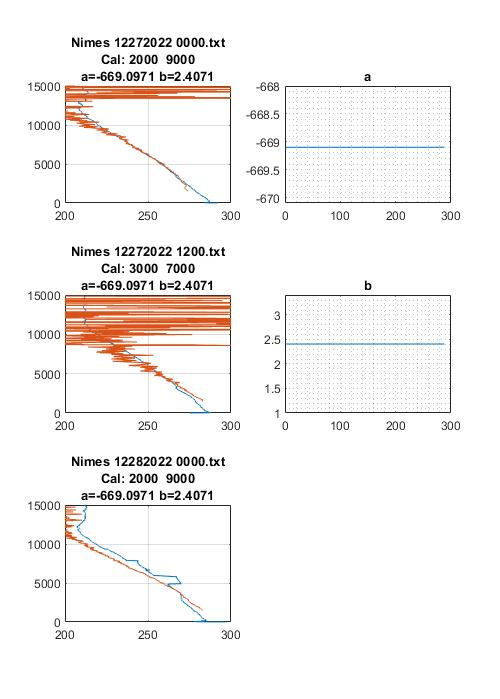 Nimes 12272022 0000.txt
Cal: 2000  9000
a=-669.0971 b=2.4071
15000
10000
5000
0
200 250 300
a
-668
-668.5
-669
-669.5
-670
0 100 200 300
Nimes 12272022 1200.txt
Cal: 3000  7000
a=-669.0971 b=2.4071
15000
10000
5000
0
200 250 300
b
3
2.5
2
1.5
1
0 100 200 300
Nimes 12282022 0000.txt
Cal: 2000  9000
a=-669.0971 b=2.4071
15000
10000
5000
0
200 250 300